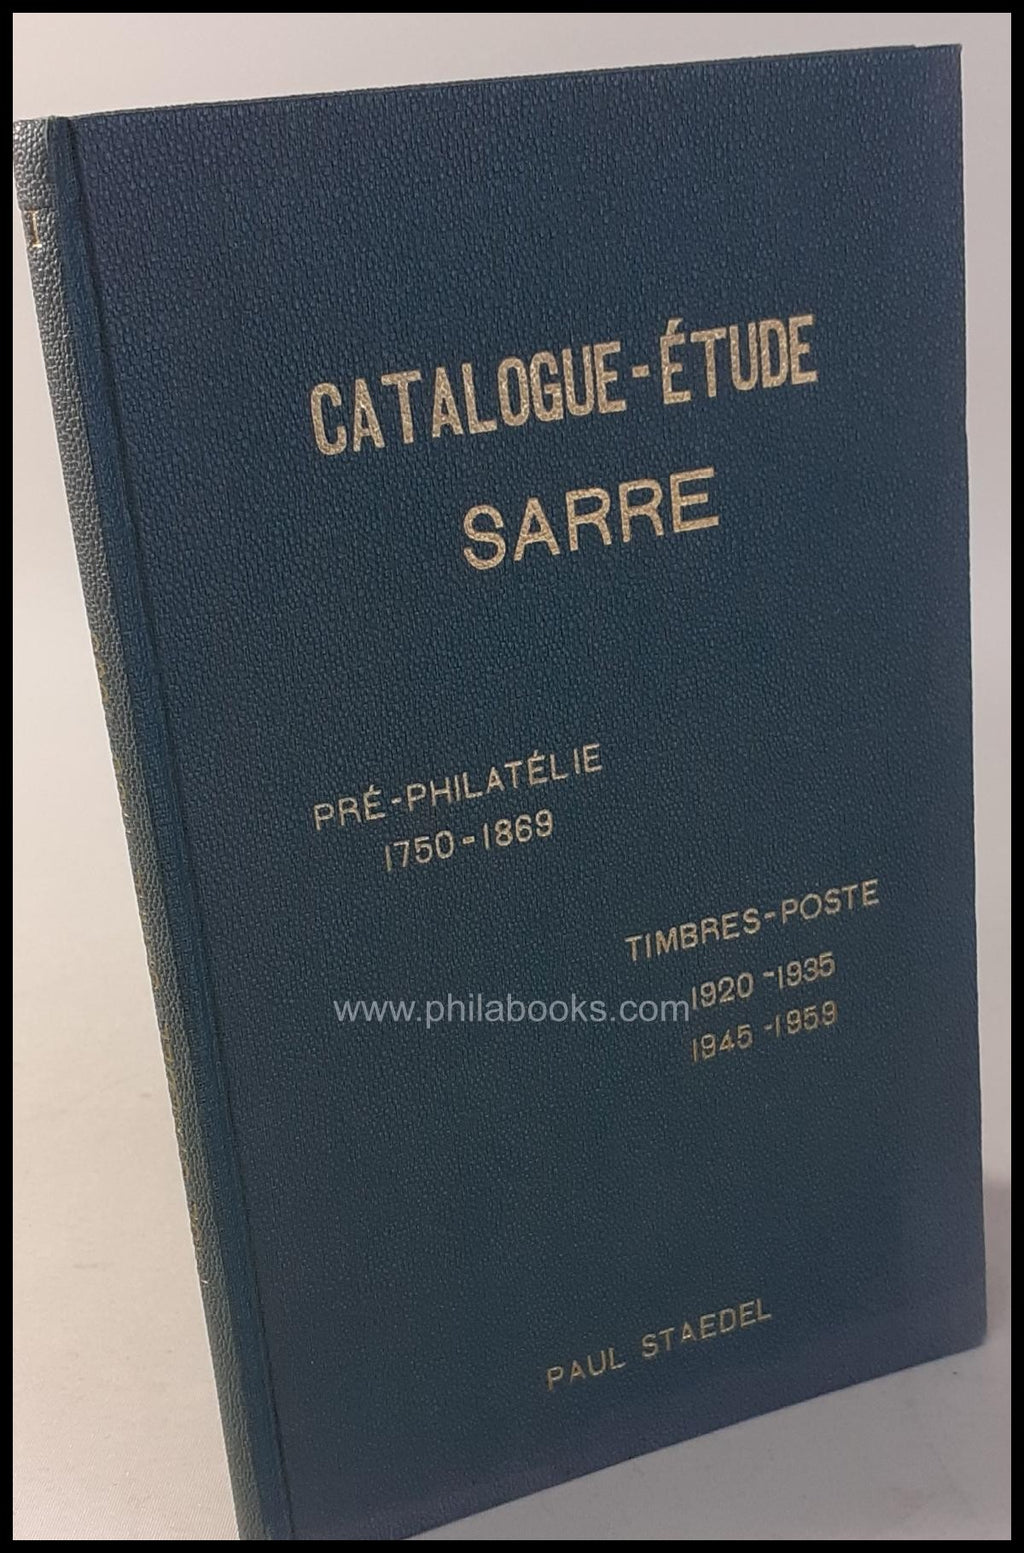 CATALOGUE-ÉTUDE
SARRE
PRÉ-PHILATÉLIE
1750-1869
TIMBRES-POSTE
1920-1935
1945-1959
www.philabooks.com
PAUL STAEDEL